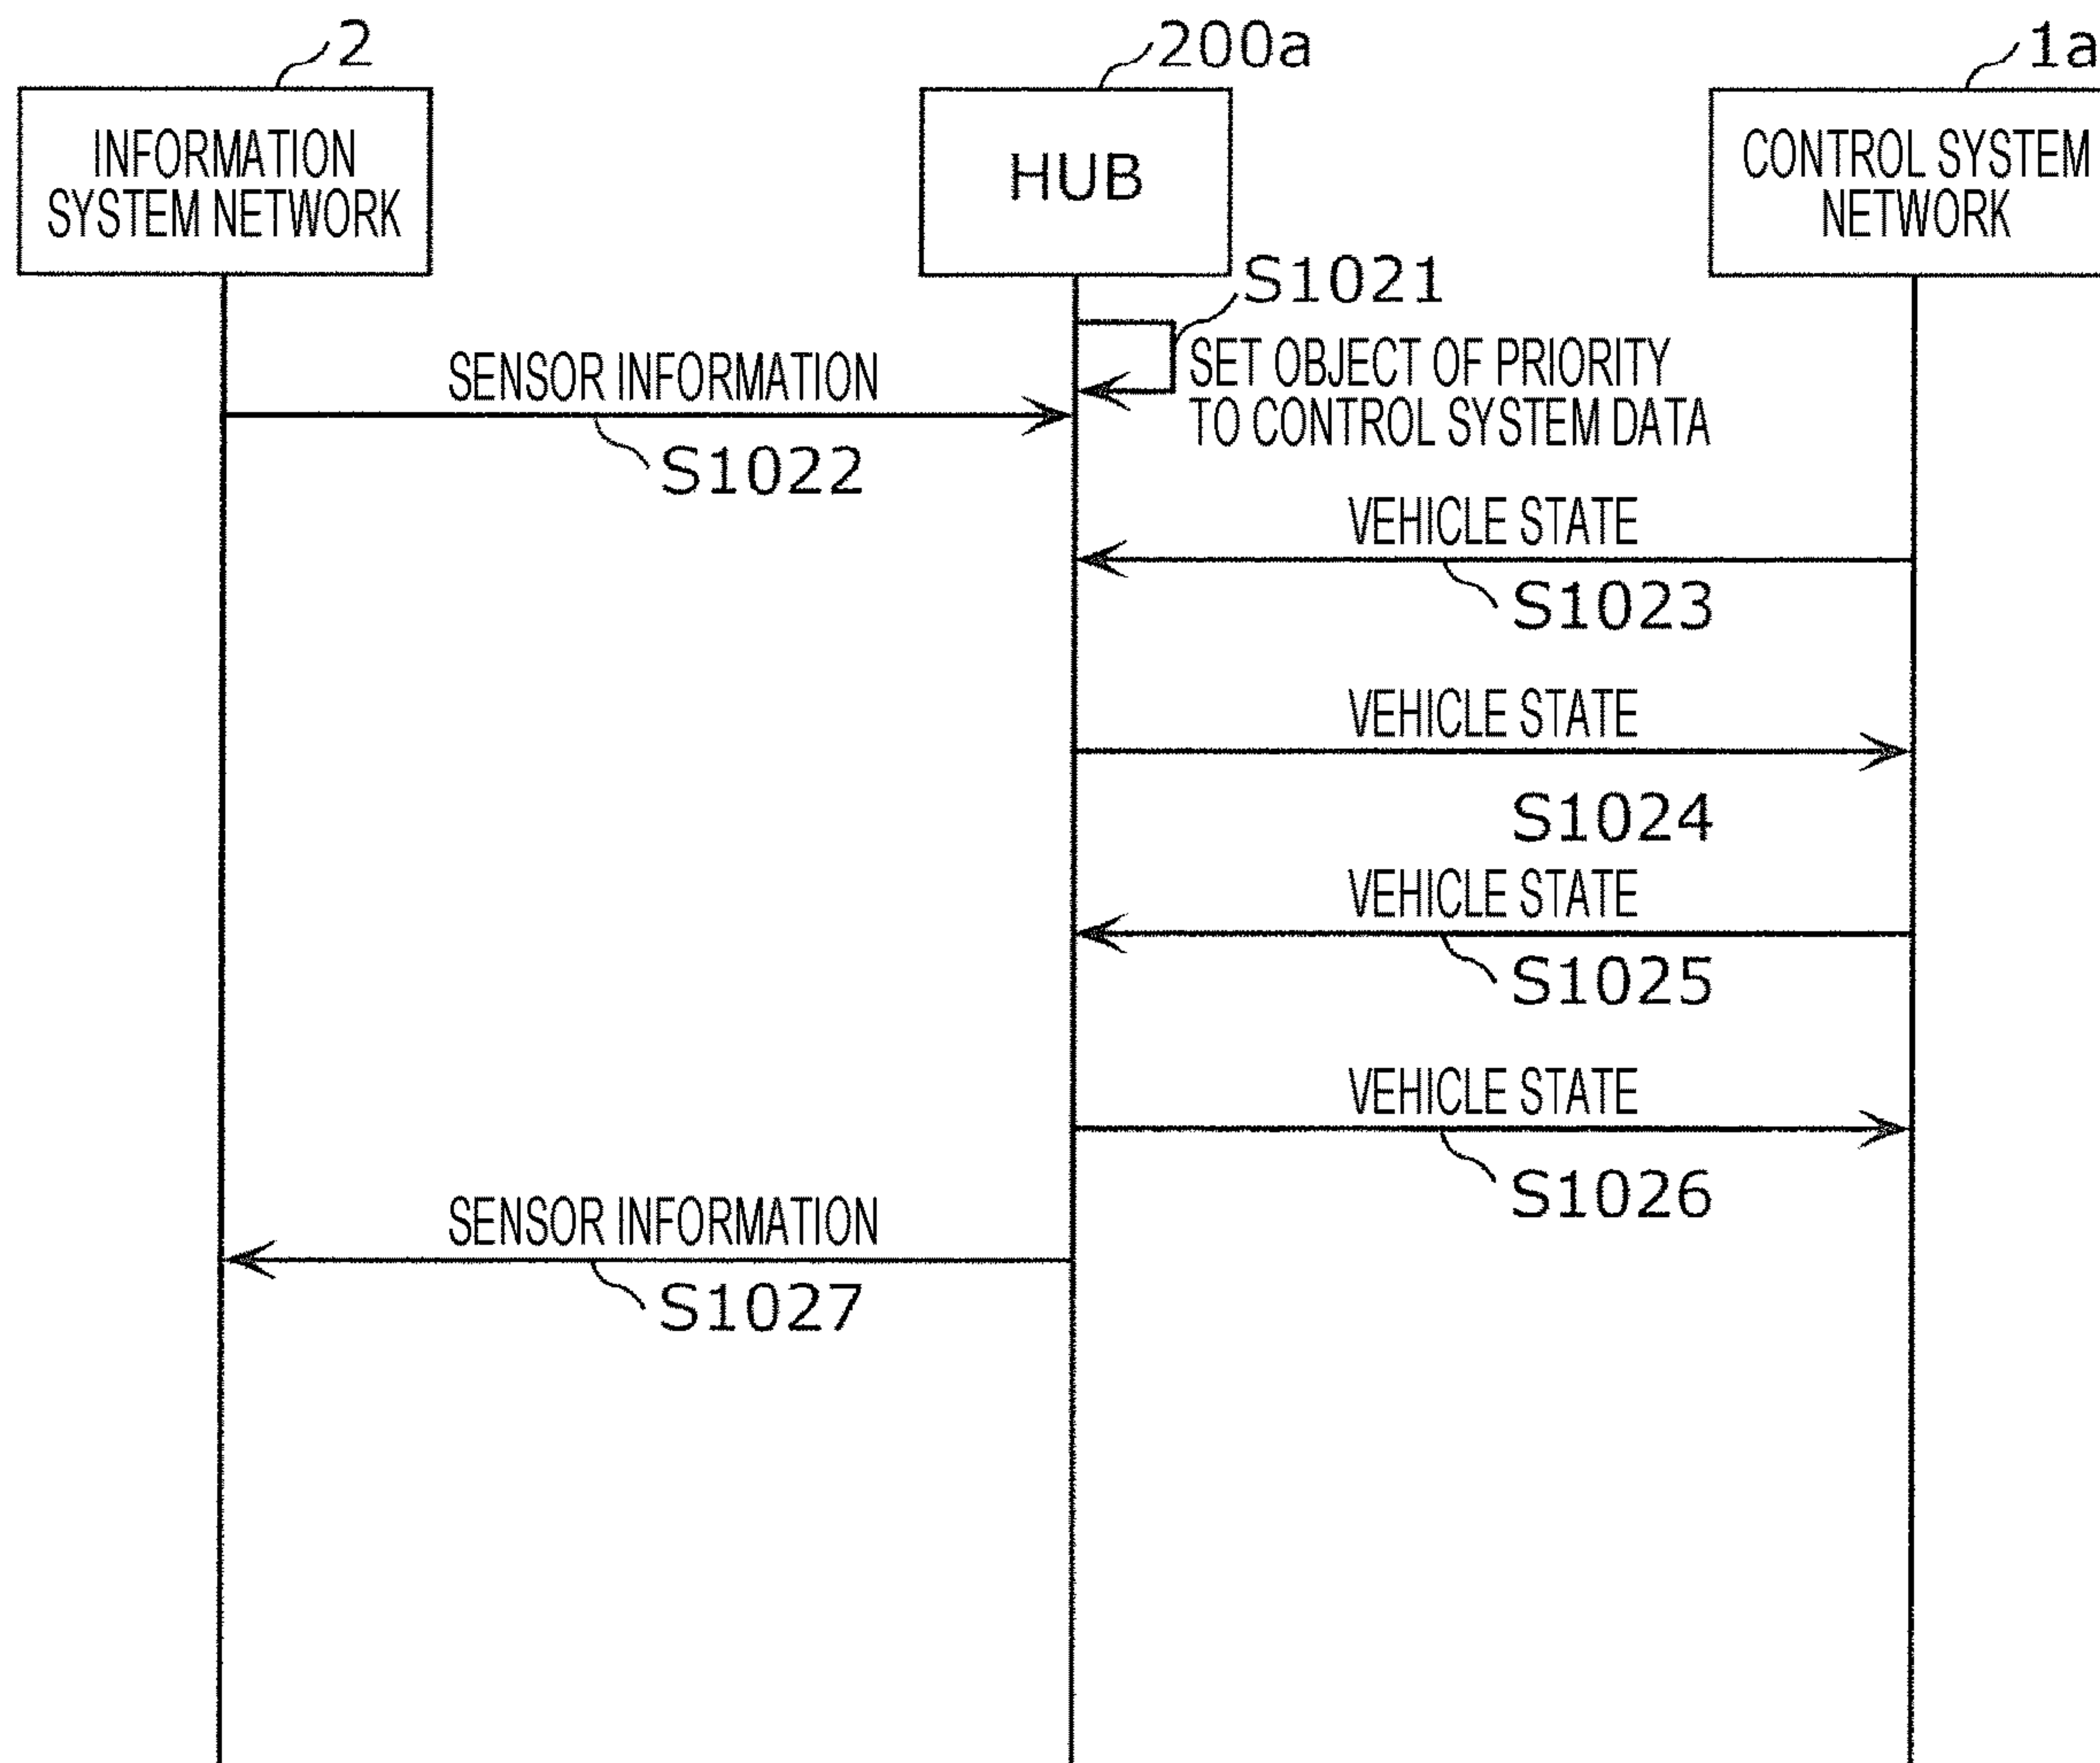 2
200a
1a
INFORMATION
SYSTEM NETWORK
HUB
CONTROL SYSTEM
NETWORK
S1021
SET OBJECT OF PRIORITY
TO CONTROL SYSTEM DATA
SENSOR INFORMATION
S1022
VEHICLE STATE
S1023
VEHICLE STATE
S1024
VEHICLE STATE
S1025
VEHICLE STATE
S1026
SENSOR INFORMATION
S1027